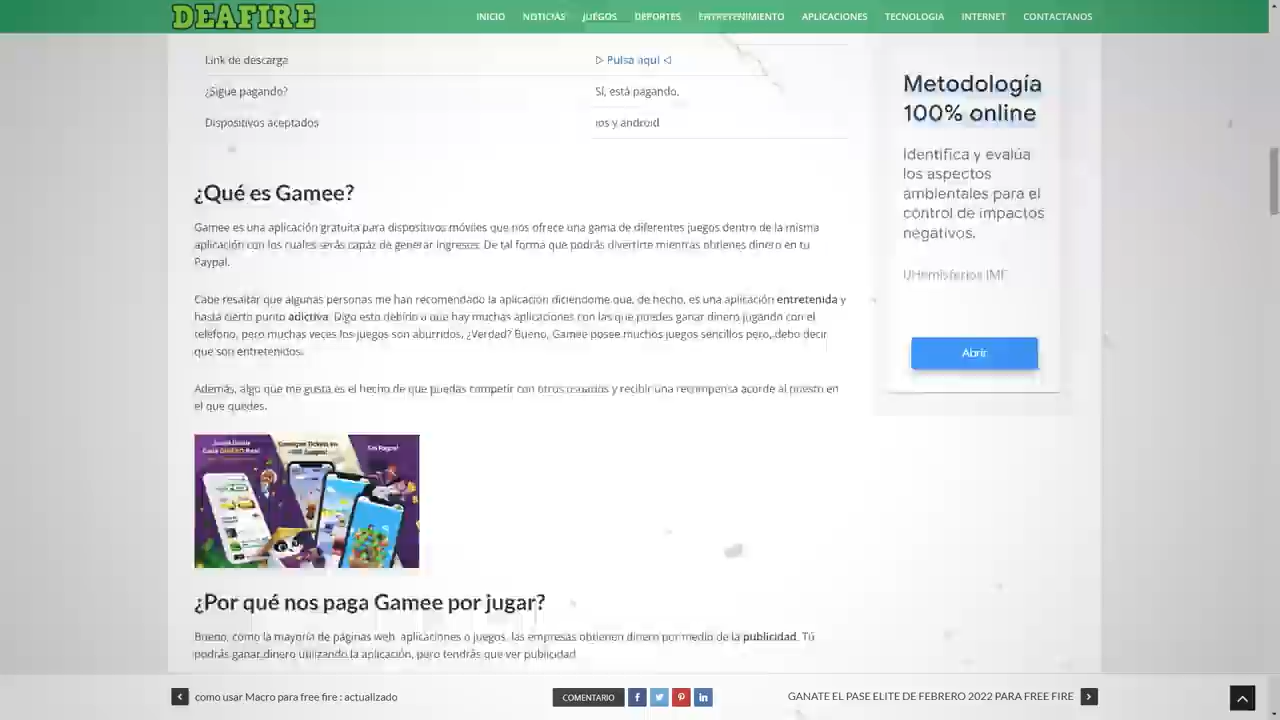 DEAFIRE
INICIO NOTICIAS JUEGOS DEPORTES ENTRETENIMIENTO APLICACIONES TECNOLOGIA INTERNET CONTACTANOS
Link de descarga ▷ Pulsa aquí ◁
¿Sigue pagando? Sí, está pagando.
Dispositivos aceptados ios y android
¿Qué es Gamee?
Gamee es una aplicación gratuita para dispositivos móviles que nos ofrece una gama de diferentes juegos dentro de la misma
aplicación con los cuales serás capaz de generar ingresos. De tal forma que podrás divertirte mientras obtienes dinero en tu
Paypal.
Cabe resaltar que algunas personas me han recomendado la aplicación diciéndome que, de hecho, es una aplicación entretenida y
hasta cierto punto adictiva. Digo esto debido a que hay muchas aplicaciones con las que puedes ganar dinero jugando con el
teléfono, pero muchas veces los juegos son aburridos, ¿Verdad? Bueno, Gamee posee muchos juegos sencillos pero, debo decir
que son entretenidos.
Además, algo que me gusta es el hecho de que puedas competir con otros usuarios y recibir una recompensa acorde al puesto en
el que quedes.
¿Por qué nos paga Gamee por jugar?
Bueno, como la mayoría de páginas web, aplicaciones o juegos, las empresas obtienen dinero por medio de la publicidad. Tú
podrás ganar dinero utilizando la aplicación, pero tendrás que ver publicidad
Metodología
100% online
Identifica y evalúa
los aspectos
ambientales para el
control de impactos
negativos.
UHemisferios IMF
Abrir
como usar Macro para free fire : actualizado
COMENTARIO
GANATE EL PASE ELITE DE FEBRERO 2022 PARA FREE FIRE